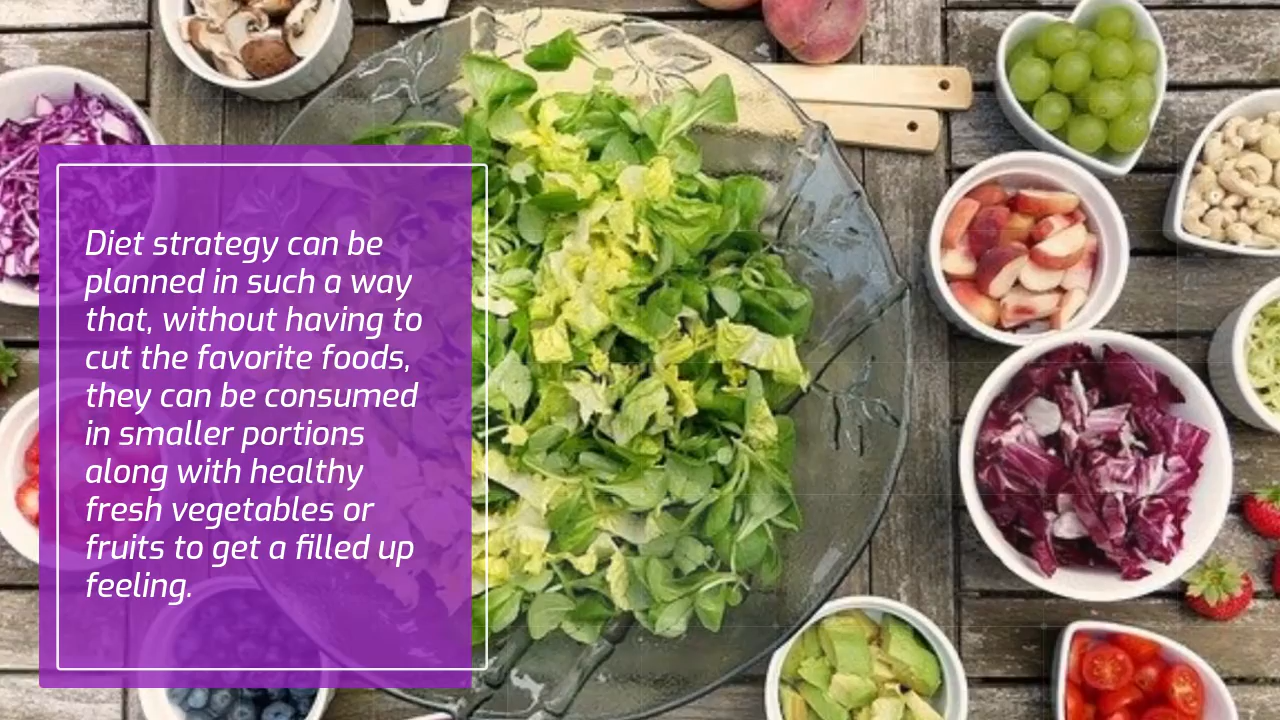 Diet strategy can be
planned in such a way
that, without having to
cut the favorite foods,
they can be consumed
in smaller portions
along with healthy
fresh vegetables or
fruits to get a filled up
feeling.